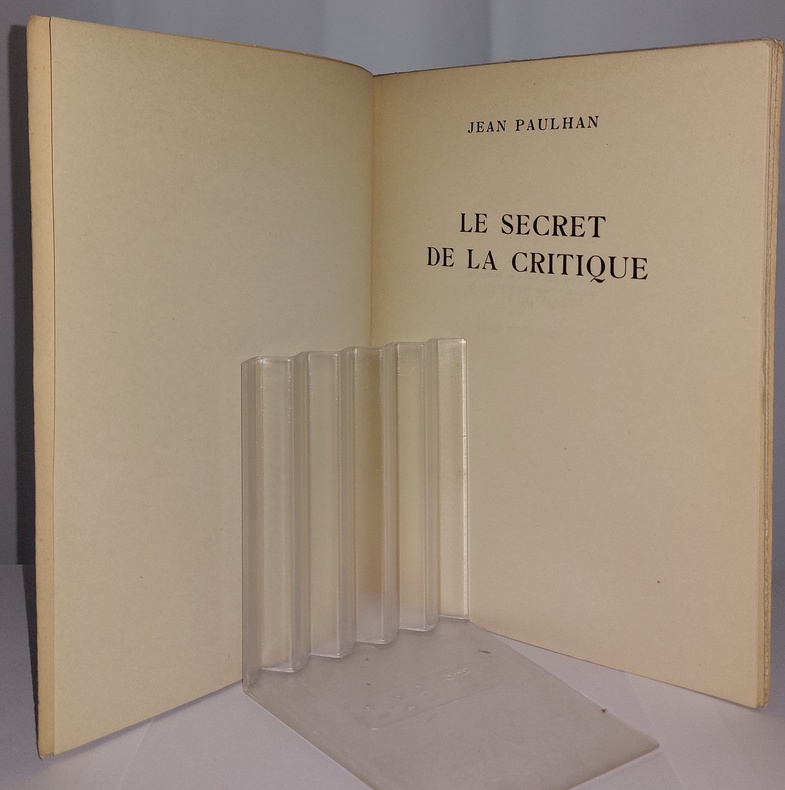 JEAN PAULHAN
LE SECRET
DE LA CRITIQUE